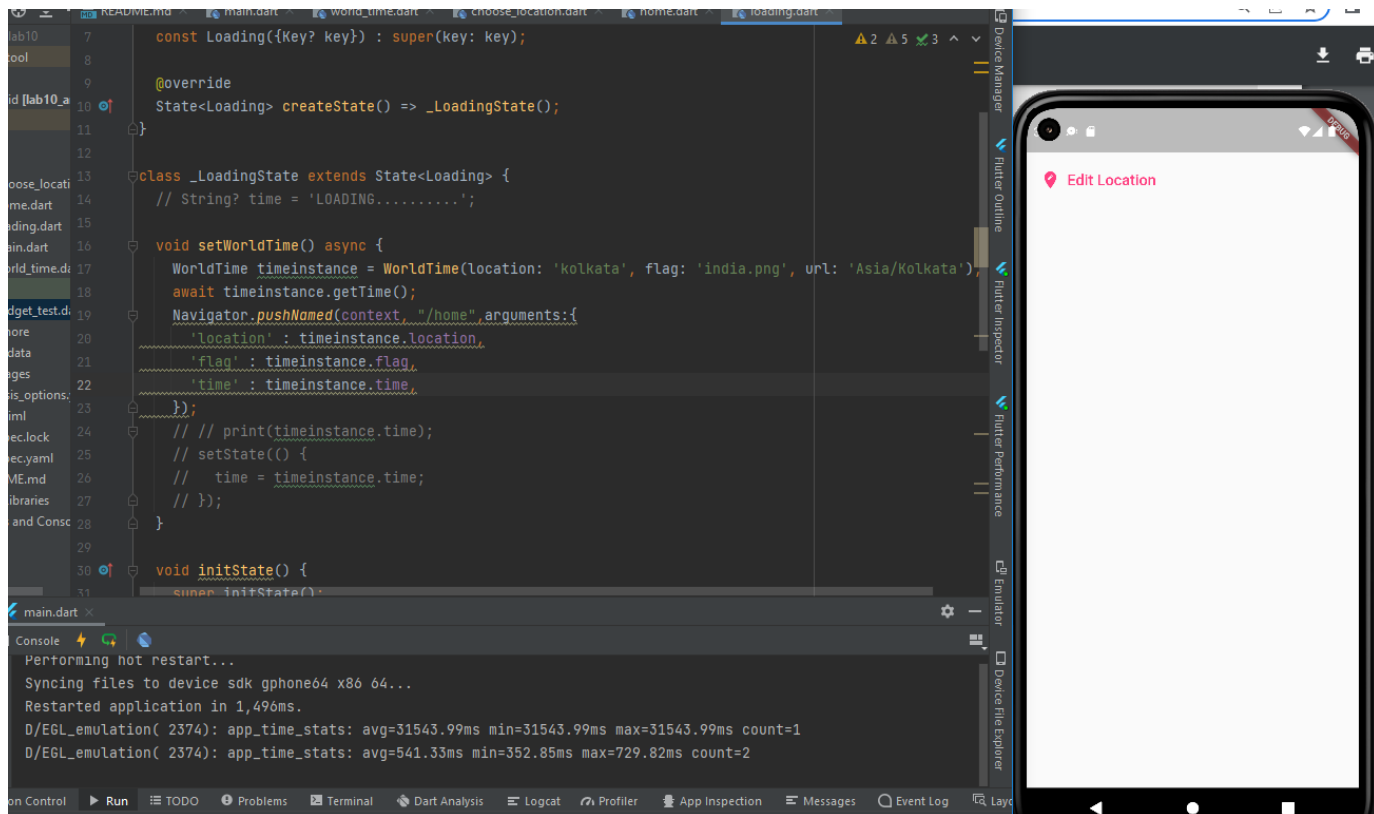 README.md main.dart world_time.dart choose_location.dart home.dart loading.dart
lab10
tool
id [lab10_a
oose_locati
me.dart
ading.dart
ain.dart
orld_time.da
dget_test.da
data
ages
sis_options.
ec.lock
ec.yaml
ME.md
ibraries
and Consc
7 const Loading({Key? key}) : super(key: key);
8
9 @override
10 State<Loading> createState() => _LoadingState();
11 }
12
13 class _LoadingState extends State<Loading> {
14 // String? time = 'LOADING..........';
15
16 void setWorldTime() async {
17 WorldTime timeinstance = WorldTime(location: 'kolkata', flag: 'india.png', url: 'Asia/Kolkata');
18 await timeinstance.getTime();
19 Navigator.pushNamed(context, "/home",arguments:{
20 'location' : timeinstance.location,
21 'flag' : timeinstance.flag,
22 'time' : timeinstance.time,
23 });
24 // // print(timeinstance.time);
25 // setState(() {
26 // time = timeinstance.time;
27 // });
28 }
29
30 void initState() {
31 super.initState();
2 5 3
Device Manager
Flutter Outline
Flutter Inspector
Flutter Performance
Emulator
Device File Explorer
DEBUG
Edit Location
main.dart
Console
Performing hot restart...
Syncing files to device sdk gphone64 x86 64...
Restarted application in 1,496ms.
D/EGL_emulation( 2374): app_time_stats: avg=31543.99ms min=31543.99ms max=31543.99ms count=1
D/EGL_emulation( 2374): app_time_stats: avg=541.33ms min=352.85ms max=729.82ms count=2
on Control Run TODO Problems Terminal Dart Analysis Logcat Profiler App Inspection Messages Event Log Layo